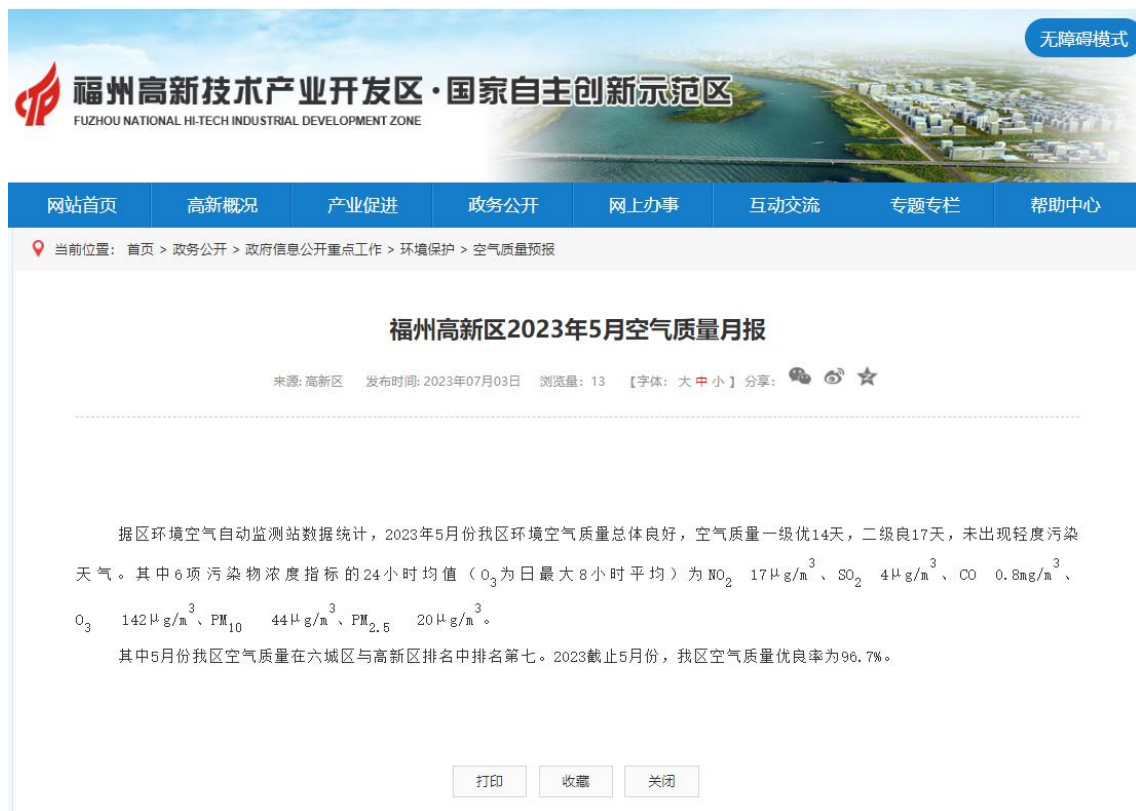 无障碍模式
福州高新技术产业开发区·国家自主创新示范区
FUZHOU NATIONAL HI-TECH INDUSTRIAL DEVELOPMENT ZONE
网站首页 高新概况 产业促进 政务公开 网上办事 互动交流 专题专栏 帮助中心
当前位置： 首页 > 政务公开 > 政府信息公开重点工作 > 环境保护 > 空气质量预报
福州高新区2023年5月空气质量月报
来源: 高新区 发布时间: 2023年07月03日 浏览量：13 【字体：大 中 小 】分享：
据区环境空气自动监测站数据统计，2023年5月份我区环境空气质量总体良好，空气质量一级优14天，二级良17天，未出现轻度污染
天气。其中6项污染物浓度指标的24小时均值（O₃为日最大8小时平均）为NO₂ 17μg/m³、SO₂ 4μg/m³、CO 0.8mg/m³、
O₃ 142μg/m³、PM₁₀ 44μg/m³、PM₂.₅ 20μg/m³。
其中5月份我区空气质量在六城区与高新区排名中排名第七。2023截止5月份，我区空气质量优良率为96.7%。
打印 收藏 关闭